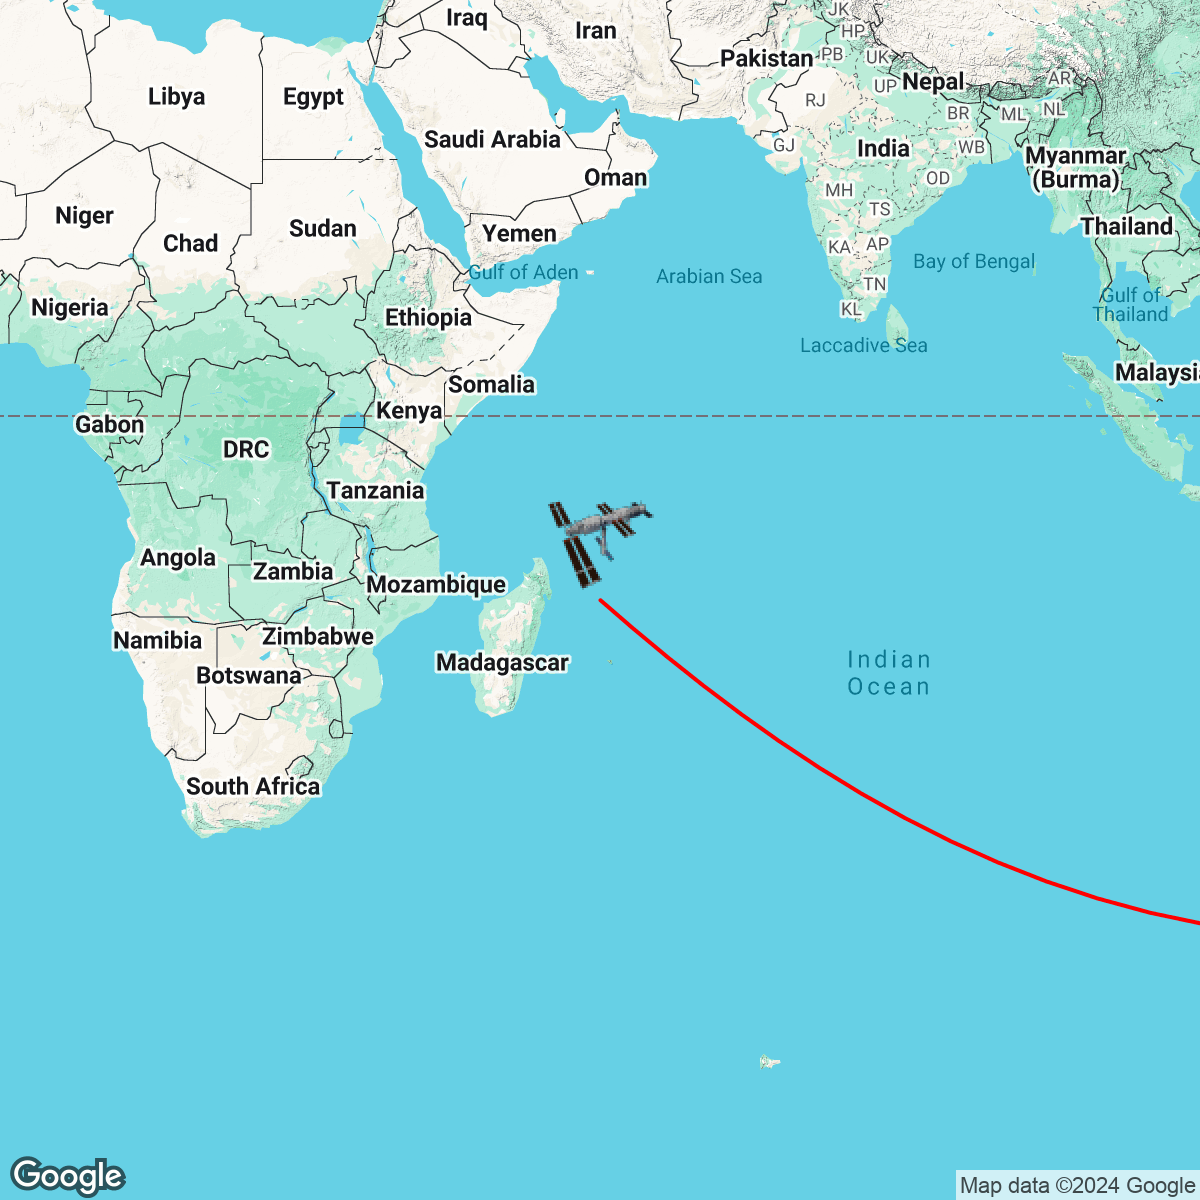 Iraq
Iran
JK
HP
Pakistan
PB
UK
Nepal
AR
Libya
Egypt
RJ
UP
BR
ML
NL
Saudi Arabia
GJ
India
WB
Myanmar
(Burma)
Oman
MH
OD
Niger
TS
Thailand
Chad
Sudan
Yemen
KA
AP
Gulf of Aden
Arabian Sea
Bay of Bengal
TN
Gulf of
Thailand
Nigeria
Ethiopia
KL
Laccadive Sea
Malaysia
Somalia
Kenya
Gabon
DRC
Tanzania
Angola
Zambia
Mozambique
Namibia
Zimbabwe
Botswana
Madagascar
Indian
Ocean
South Africa
Google
Map data ©2024 Google